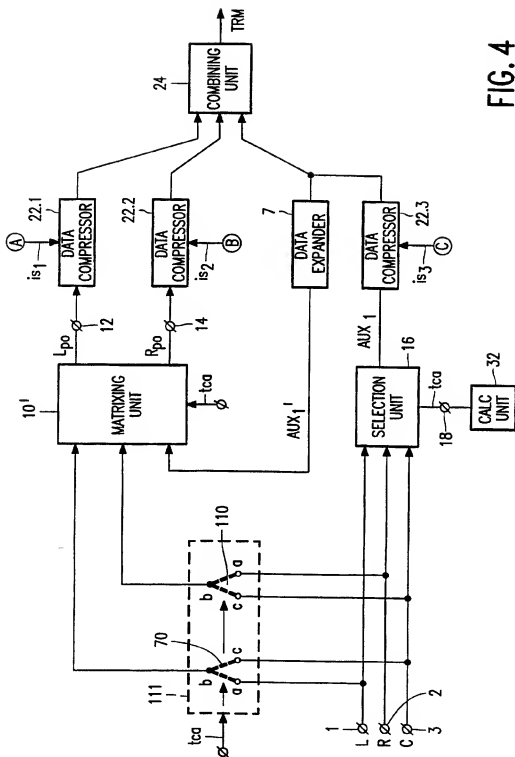 TRM
24
COMBINING
UNIT
FIG. 4
A
is1
22.1
DATA
COMPRESSOR
22.2
DATA
COMPRESSOR
is2
B
7
DATA
EXPANDER
22.3
DATA
COMPRESSOR
is3
C
Lpo
12
Rpo
14
10'
MATRIXING
UNIT
tca
AUX1'
AUX 1
16
SELECTION
UNIT
tca
18
32
CALC
UNIT
110
b
a
c
70
b
c
a
111
tca
1
L
R
2
C
3